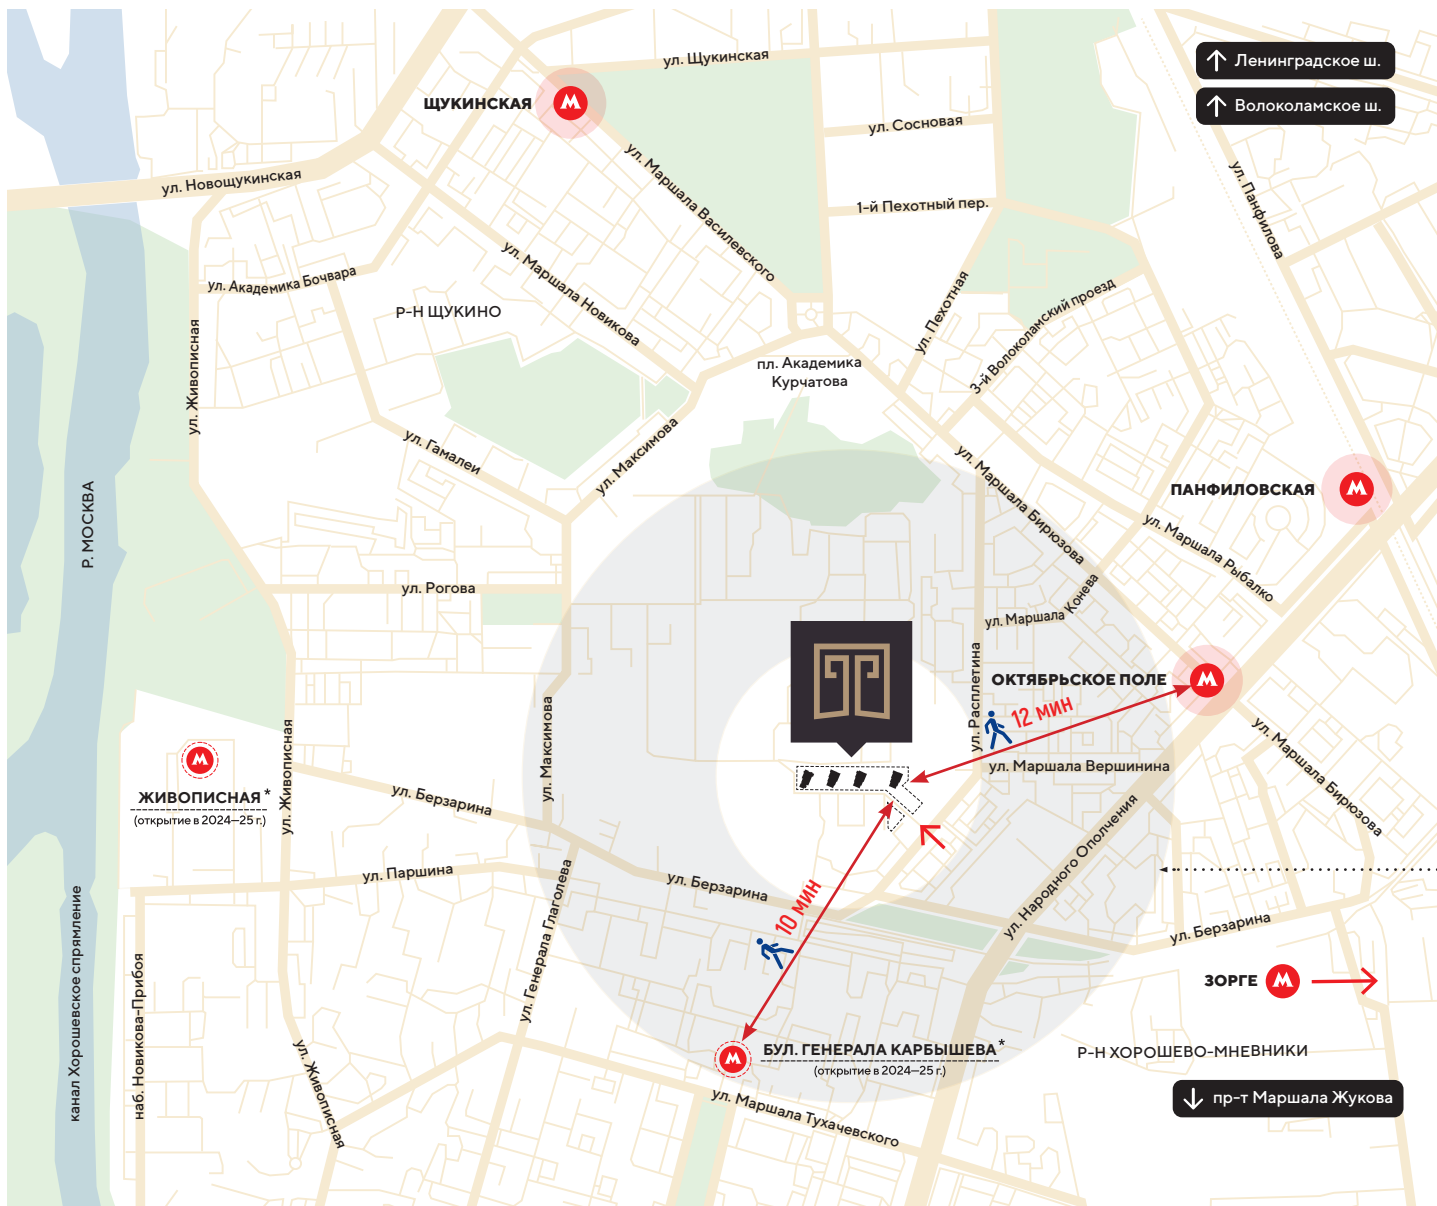 ул. Щукинская
Ленинградское ш.
ЩУКИНСКАЯ
Волоколамское ш.
ул. Сосновая
ул. Новощукинская
ул. Маршала Василевского
1-й Пехотный пер.
ул. Панфилова
ул. Академика Бочвара
ул. Маршала Новикова
Р-Н ЩУКИНО
ул. Пехотная
3-й Волоколамский проезд
ул. Живописная
пл. Академика
Курчатова
ул. Гамалеи
ул. Максимова
ул. Маршала Бирюзова
ПАНФИЛОВСКАЯ
Р. МОСКВА
ул. Маршала Рыбалко
ул. Рогова
ул. Маршала Конева
ул. Расплетина
ОКТЯБРЬСКОЕ ПОЛЕ
12 МИН
ул. Маршала Вершинина
ул. Маршала Бирюзова
ул. Максимова
ул. Живописная
ЖИВОПИСНАЯ *
(открытие в 2024—25 г.)
ул. Берзарина
ул. Народного Ополчения
ул. Паршина
ул. Берзарина
10 МИН
ул. Генерала Глаголева
ул. Берзарина
канал Хорошевское спрямление
наб. Новикова-Прибоя
ЗОРГЕ
ул. Живописная
БУЛ. ГЕНЕРАЛА КАРБЫШЕВА *
(открытие в 2024—25 г.)
Р-Н ХОРОШЕВО-МНЕВНИКИ
пр-т Маршала Жукова
ул. Маршала Тухачевского